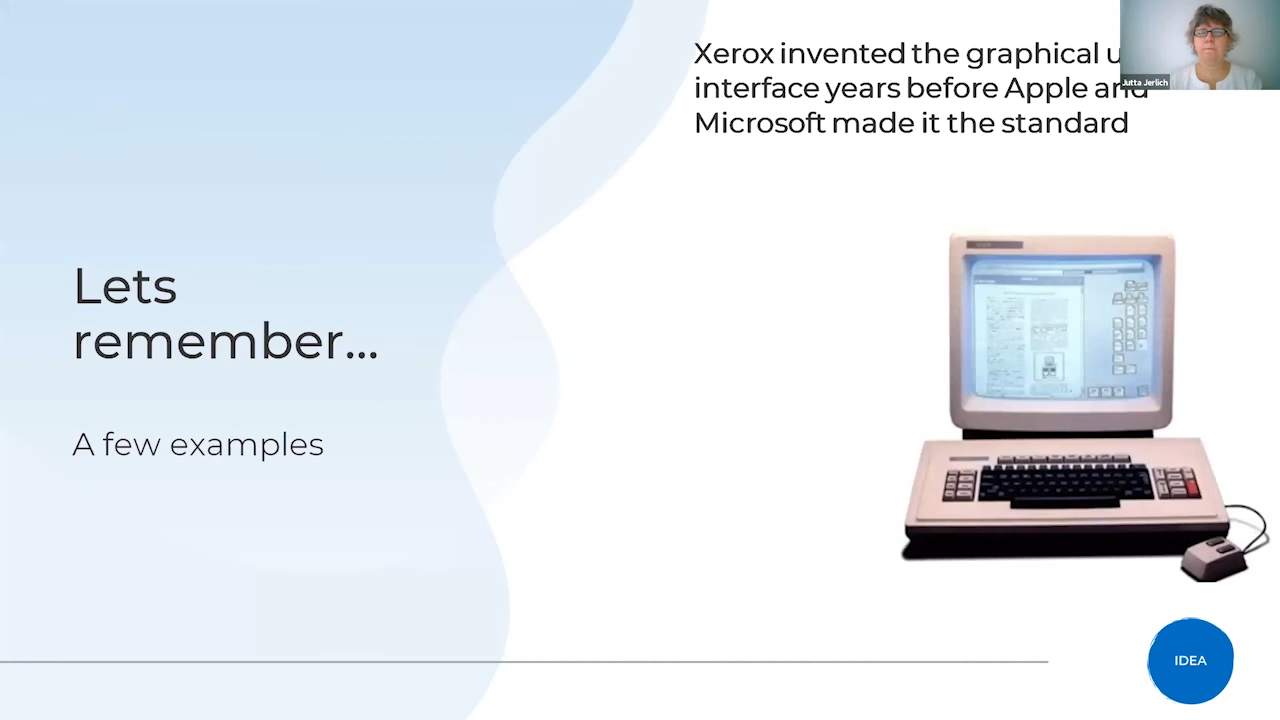 Xerox invented the graphical u
interface years before Apple and
Microsoft made it the standard
Jutta Jerlich
Lets
remember...
A few examples
IDEA